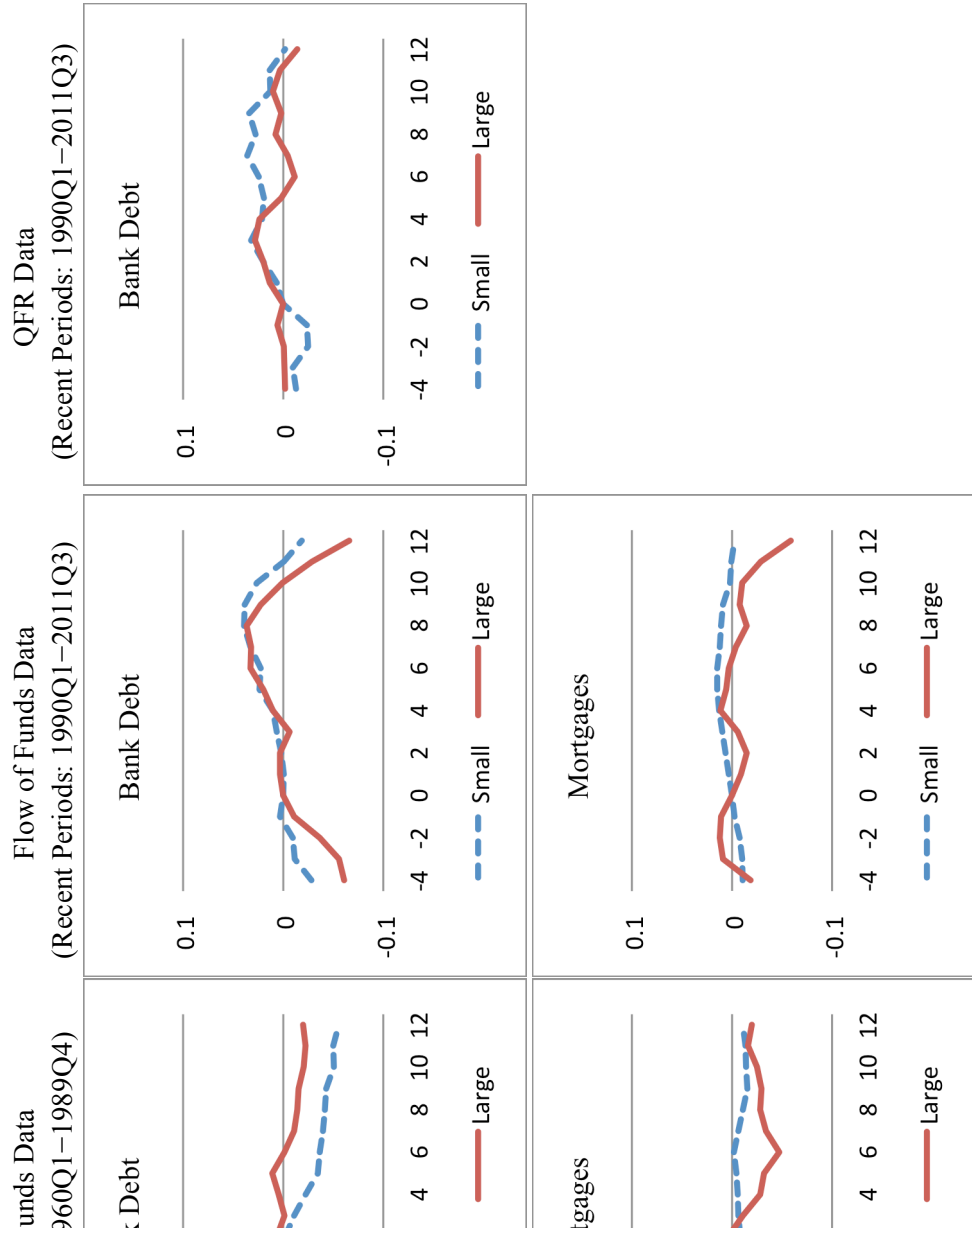 unds Data
960Q1−1989Q4)
k Debt
4 6 8 10 12
Large
Flow of Funds Data
(Recent Periods: 1990Q1−2011Q3)
Bank Debt
0.1
0
-0.1
-4 -2 0 2 4 6 8 10 12
Small Large
QFR Data
(Recent Periods: 1990Q1−2011Q3)
Bank Debt
0.1
0
-0.1
-4 -2 0 2 4 6 8 10 12
Small Large
tgages
4 6 8 10 12
Large
Mortgages
0.1
0
-0.1
-4 -2 0 2 4 6 8 10 12
Small Large